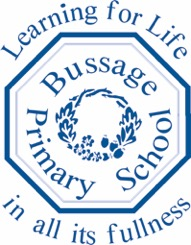 Learning for Life
Bussage
Primary School
in all its fullness